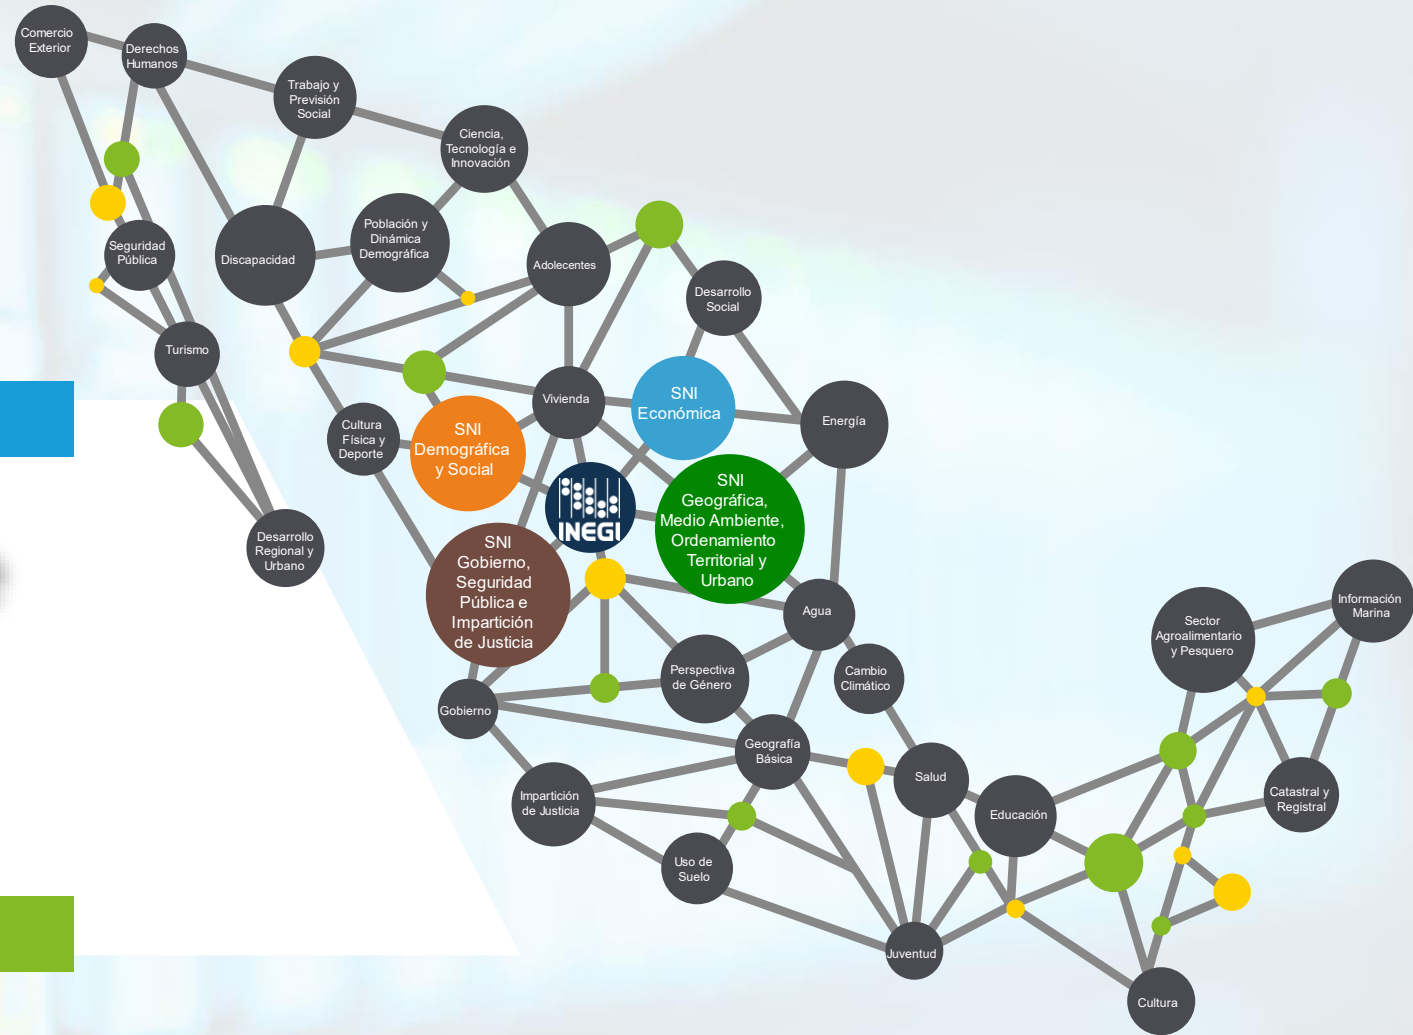 Comercio
Exterior
Derechos
Humanos
Trabajo y
Previsión
Social
Ciencia,
Tecnología e
Innovación
Seguridad
Pública
Discapacidad
Población y
Dinámica
Demográfica
Adolecentes
Desarrollo
Social
Turismo
Vivienda
SNI
Económica
Energía
Cultura
Física y
Deporte
SNI
Demográfica
y Social
INEGI
SNI
Geográfica,
Medio Ambiente,
Ordenamiento
Territorial y
Urbano
Desarrollo
Regional y
Urbano
SNI
Gobierno,
Seguridad
Pública e
Impartición
de Justicia
Agua
Sector
Agroalimentario
y Pesquero
Información
Marina
Perspectiva
de Género
Cambio
Climático
Gobierno
Geografía
Básica
Salud
Impartición
de Justicia
Educación
Catastral y
Registral
Uso de
Suelo
Juventud
Cultura